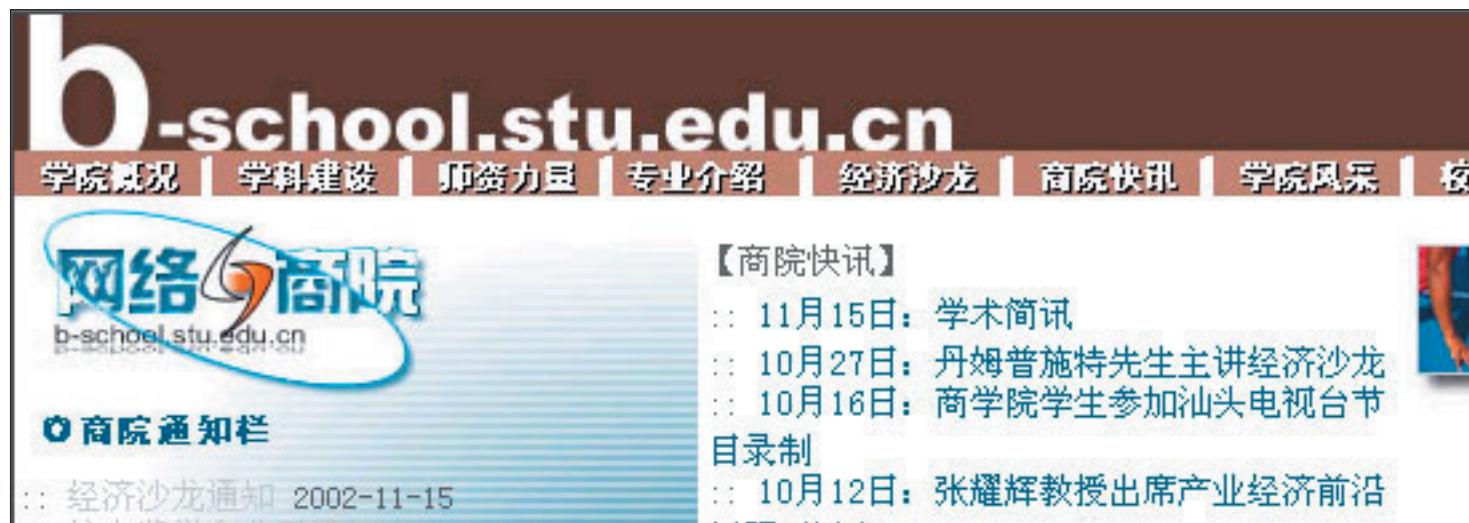 b-school.stu.edu.cn
学院概况 学科建设 师资力量 专业介绍 经济沙龙 商院快讯 学院风采 校
网络商院
b-school.stu.edu.cn
商院通知栏
:: 经济沙龙通知 2002-11-15
【商院快讯】
:: 11月15日：学术简讯
:: 10月27日：丹姆普施特先生主讲经济沙龙
:: 10月16日：商学院学生参加汕头电视台节
目录制
:: 10月12日：张耀辉教授出席产业经济前沿